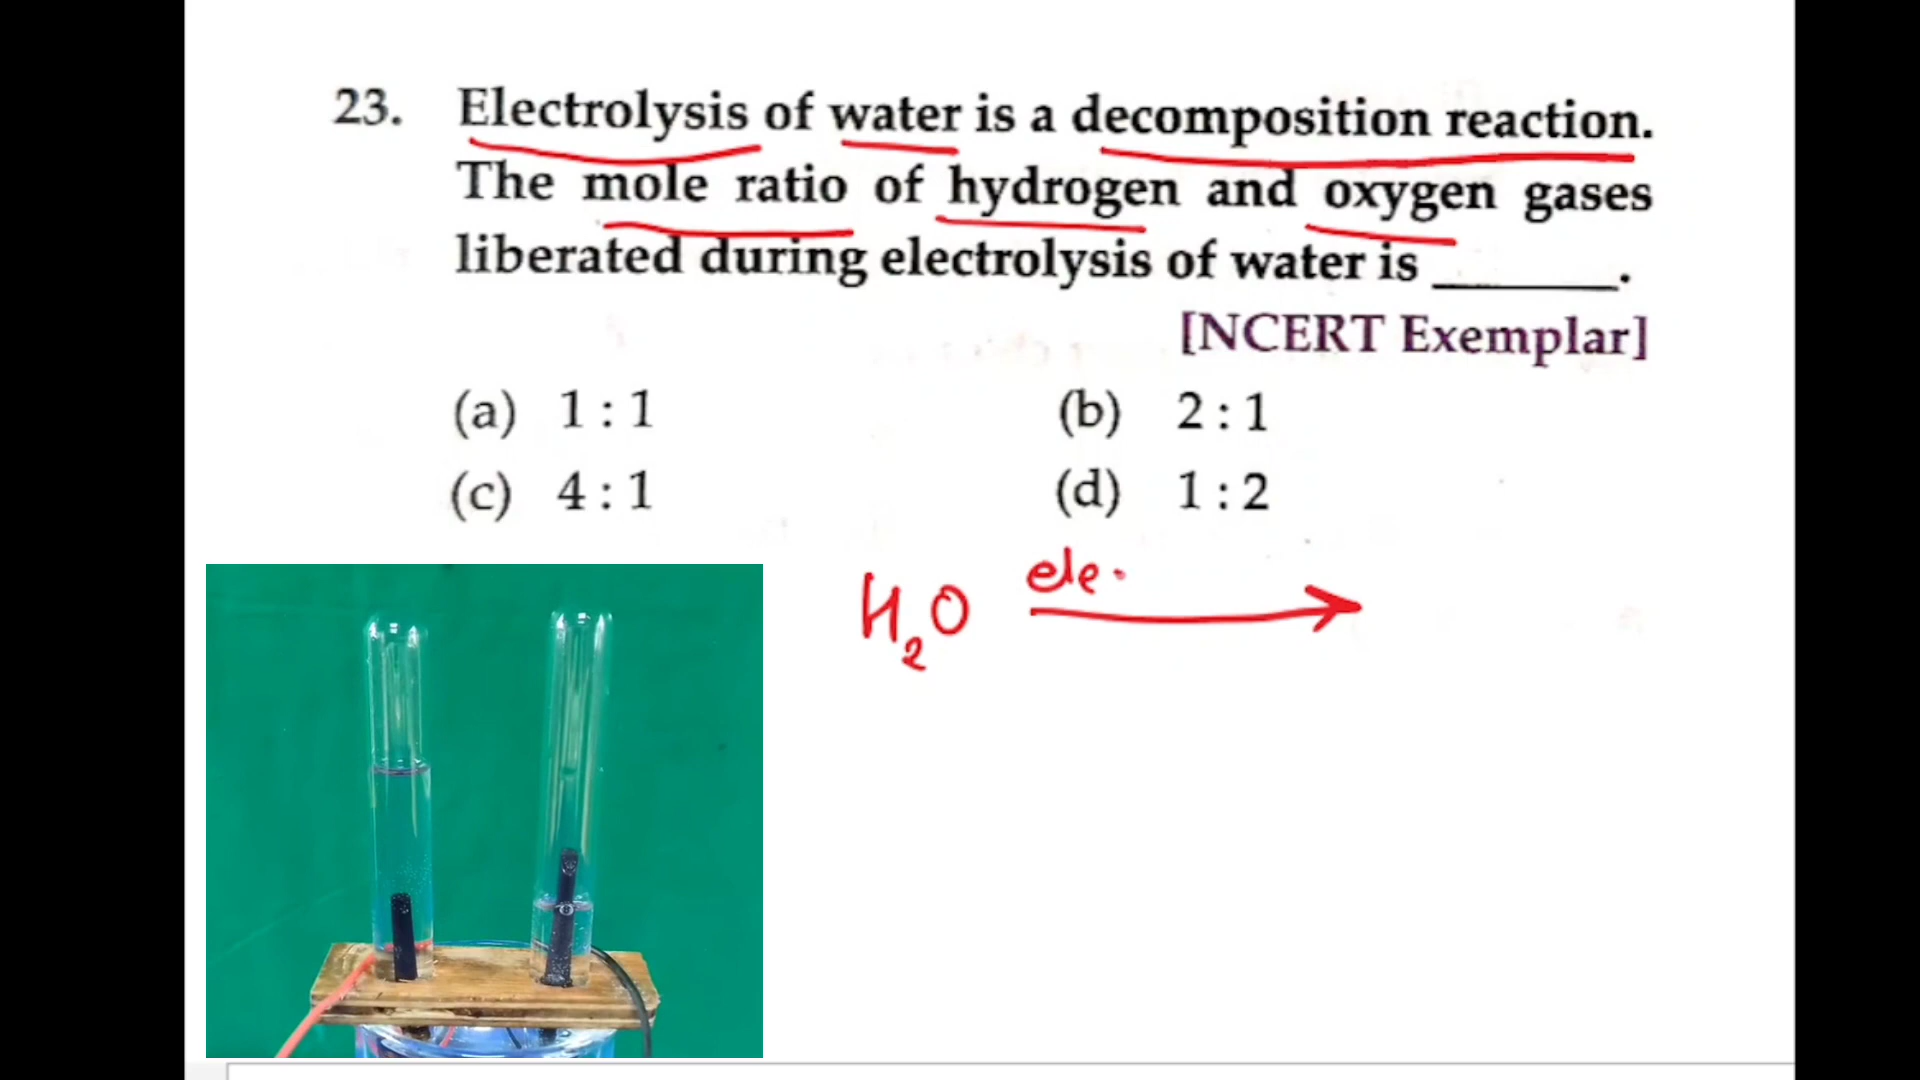 23. Electrolysis of water is a decomposition reaction.
The mole ratio of hydrogen and oxygen gases
liberated during electrolysis of water is _______.
[NCERT Exemplar]
(a) 1 : 1 (b) 2 : 1
(c) 4 : 1 (d) 1 : 2
H₂O ele.